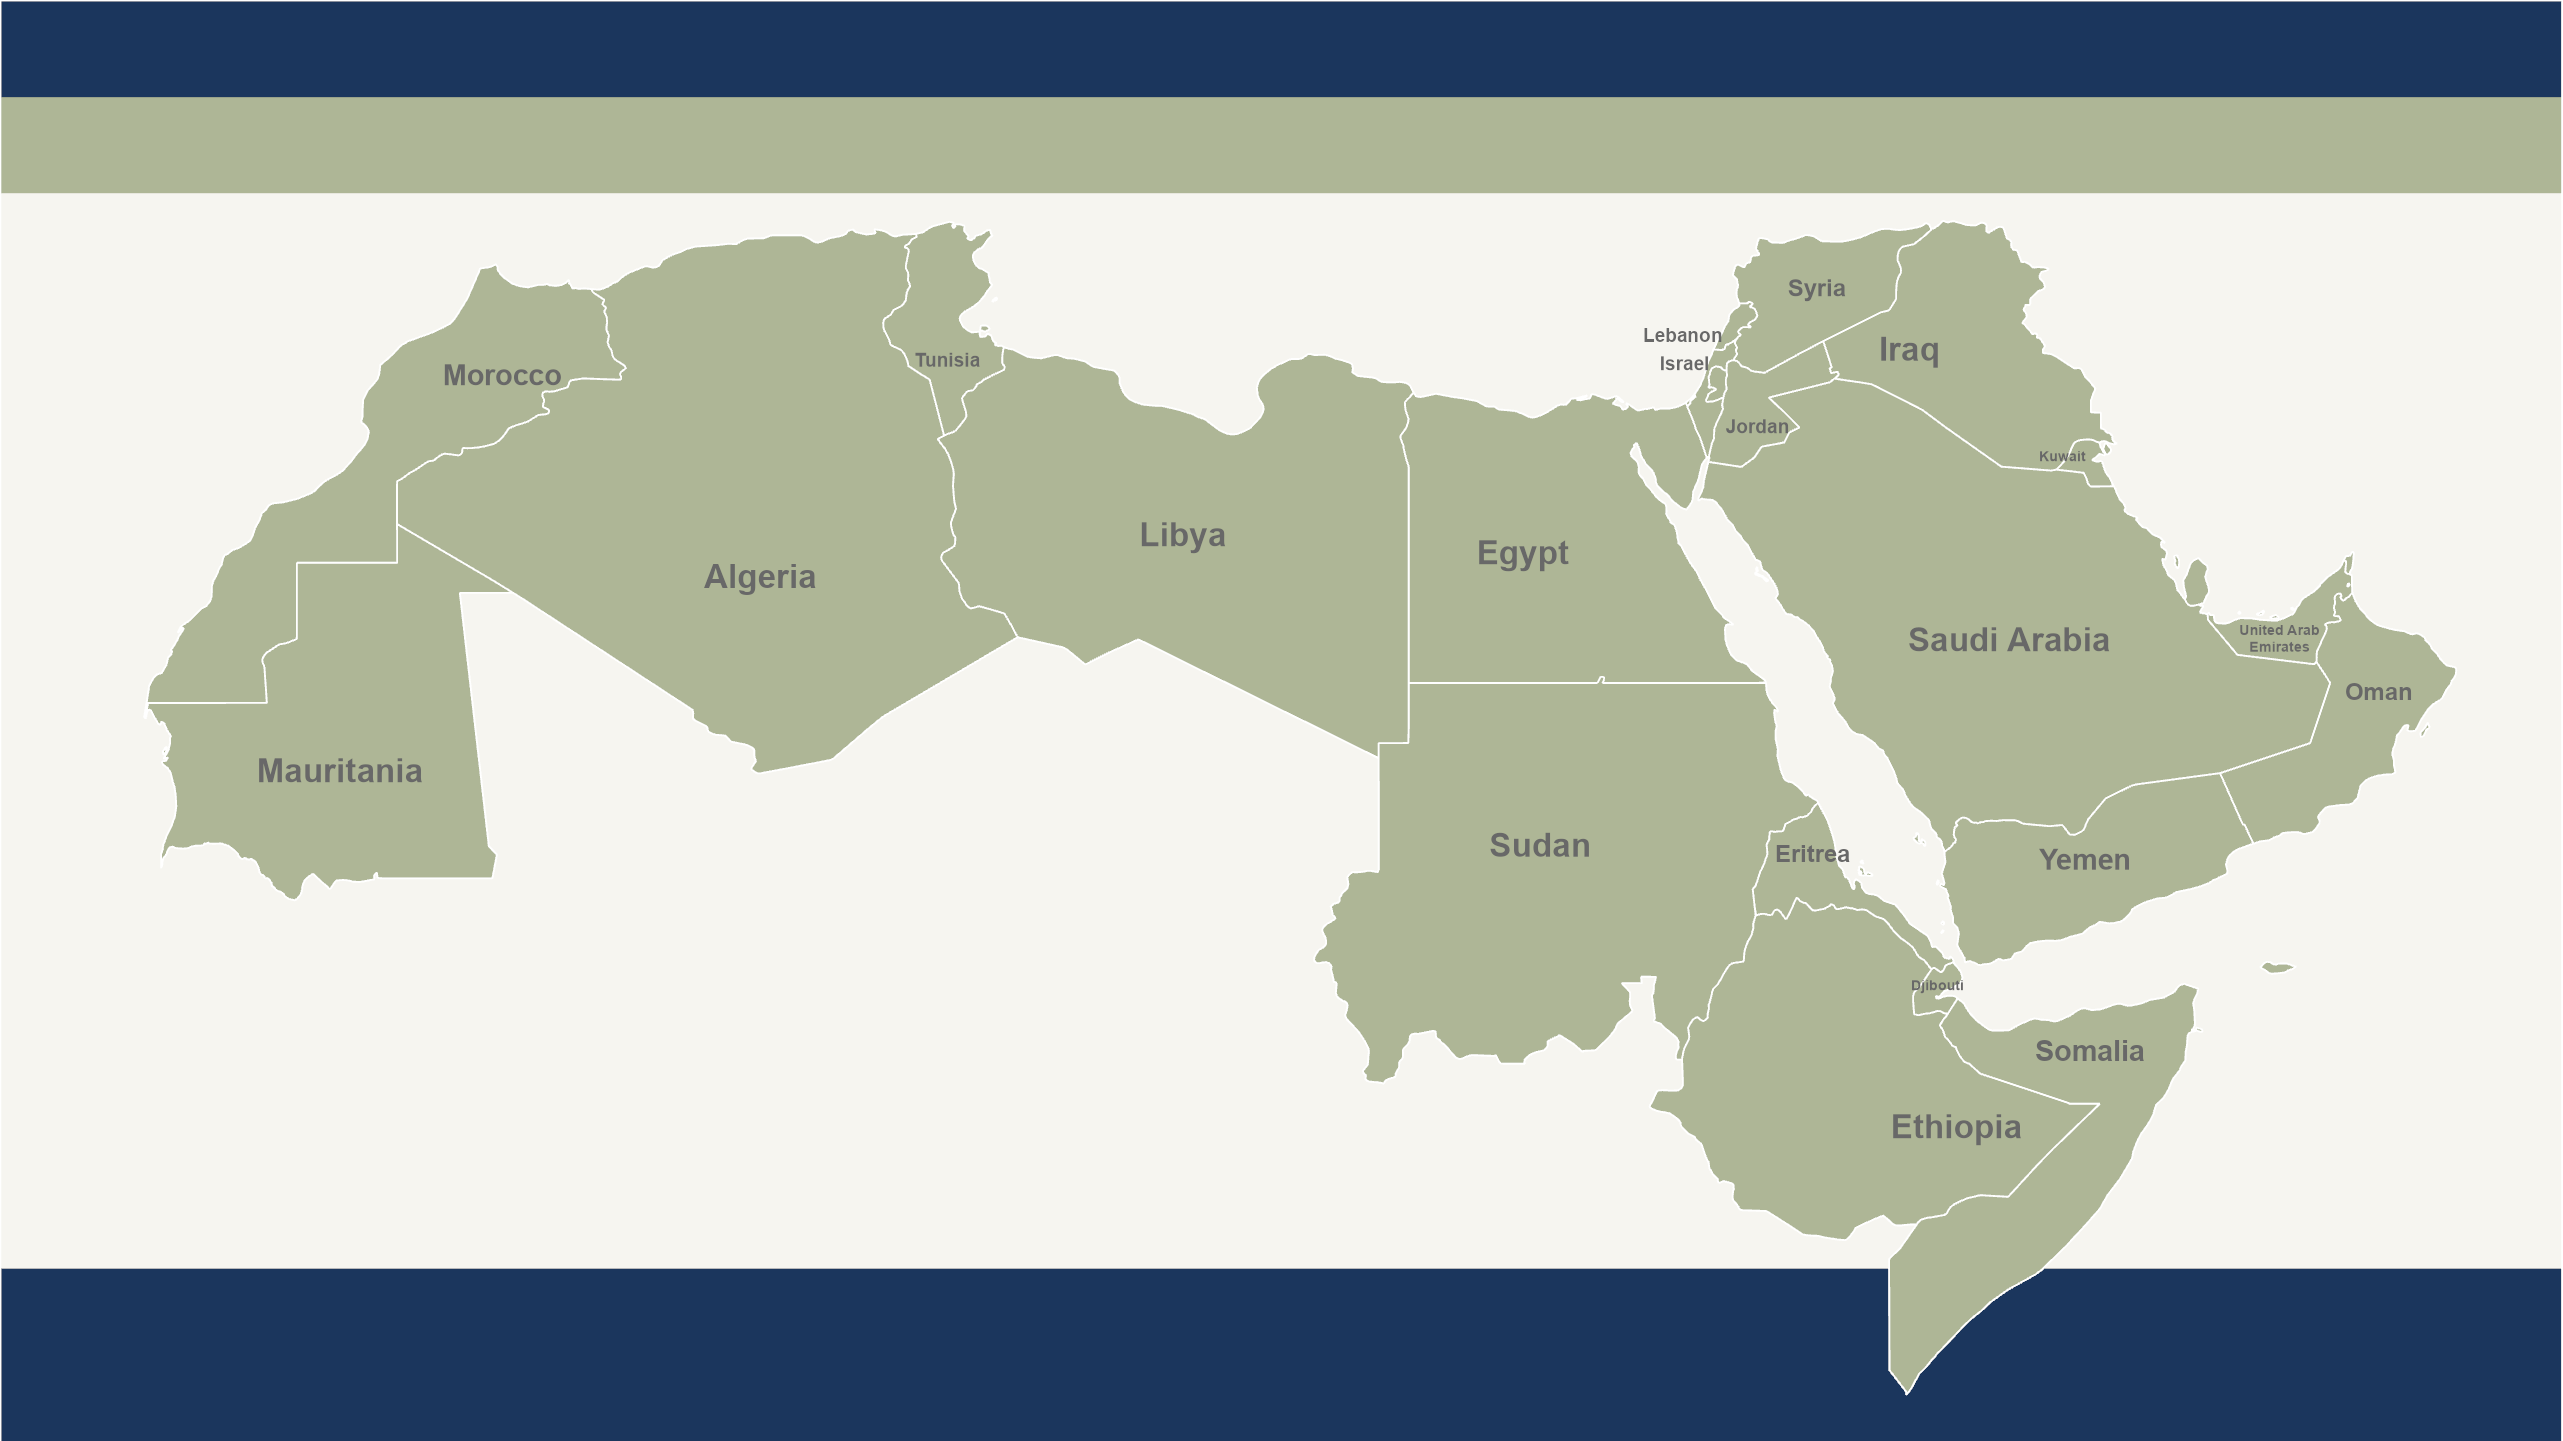 Syria
Lebanon
Iraq
Tunisia
Israel
Morocco
Jordan
Kuwait
Libya
Egypt
Algeria
United Arab
Emirates
Saudi Arabia
Oman
Mauritania
Sudan
Eritrea
Yemen
Djibouti
Somalia
Ethiopia